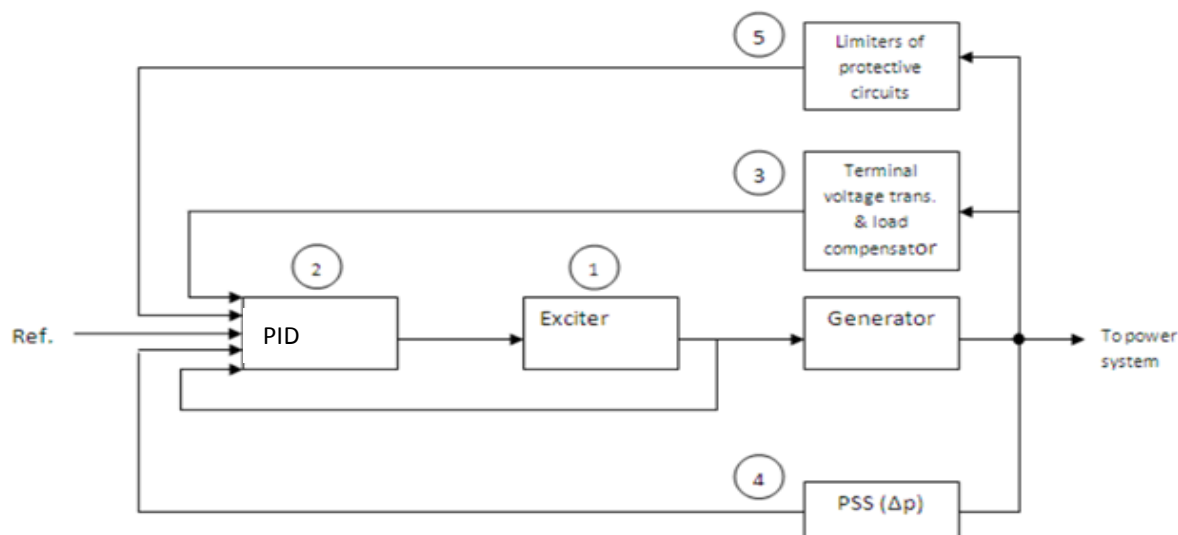 5
Limiters of
protective
circuits
3
Terminal
voltage trans.
& load
compensator
2
1
Ref.
PID
Exciter
Generator
To power
system
4
PSS (Δp)